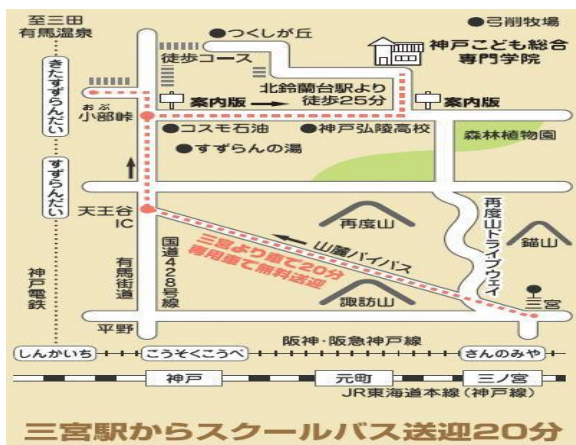 至三田
有馬温泉
つくしが丘
弓削牧場
徒歩コース
神戸こども総合
専門学院
きたすずらんだい
北鈴蘭台駅より
徒歩25分
案内版
案内版
おぶ
小部峠
コスモ石油
神戸弘陵高校
森林植物園
すずらんの湯
すずらんだい
天王谷
IC
再度山
再度山ドライブウェイ
錨山
三宮より車で20分
専用車で無料送迎
山麓バイパス
国道428号線
有馬街道
神戸電鉄
諏訪山
三宮
平野
阪神・阪急神戸線
しんかいち
こうそくこうべ
さんのみや
神戸
元町
三ノ宮
JR東海道本線(神戸線)
三宮駅からスクールバス送迎20分